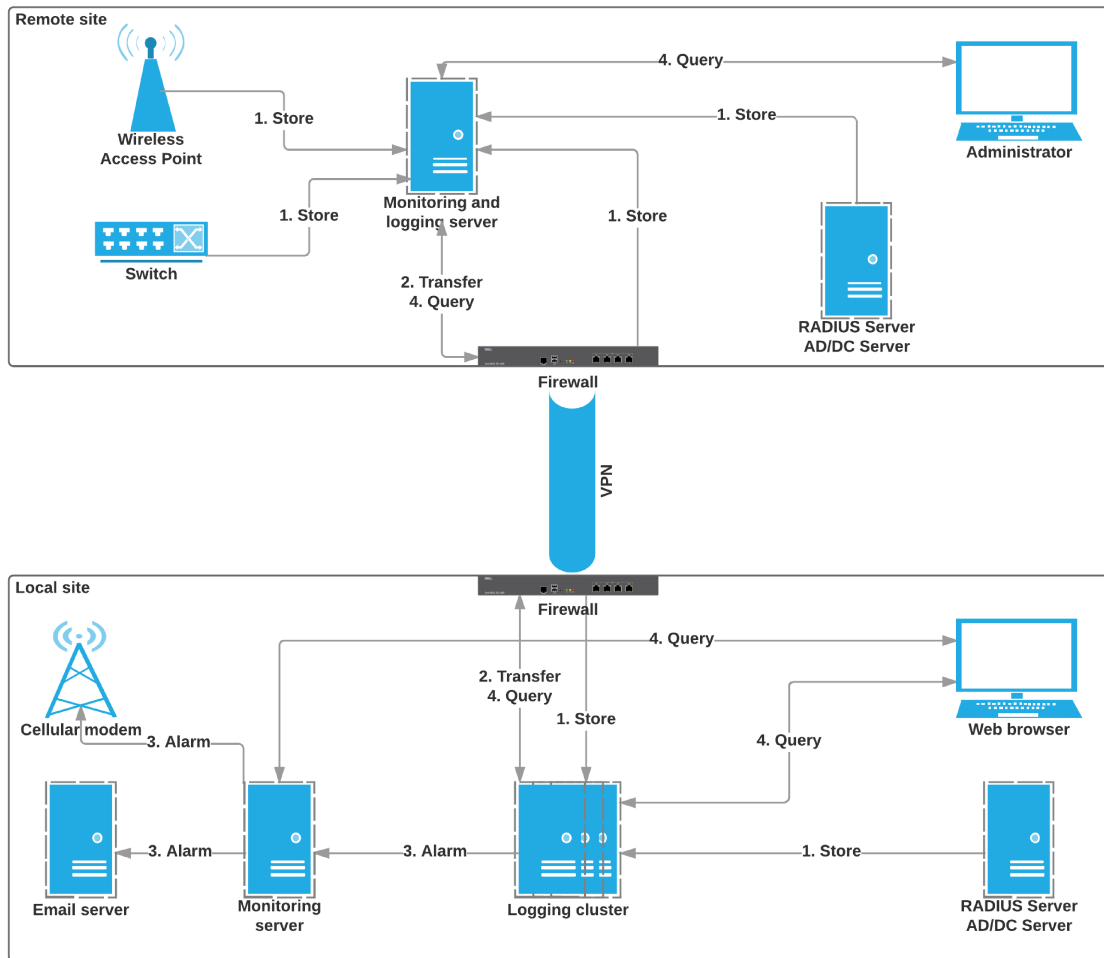 Remote site
4. Query
1. Store
1. Store
Wireless
Access Point
Administrator
Monitoring and
logging server
1. Store
1. Store
Switch
2. Transfer
4. Query
RADIUS Server
AD/DC Server
Firewall
VPN
Local site
Firewall
4. Query
2. Transfer
4. Query
1. Store
Cellular modem
Web browser
3. Alarm
4. Query
3. Alarm
3. Alarm
1. Store
Email server
Monitoring
server
Logging cluster
RADIUS Server
AD/DC Server